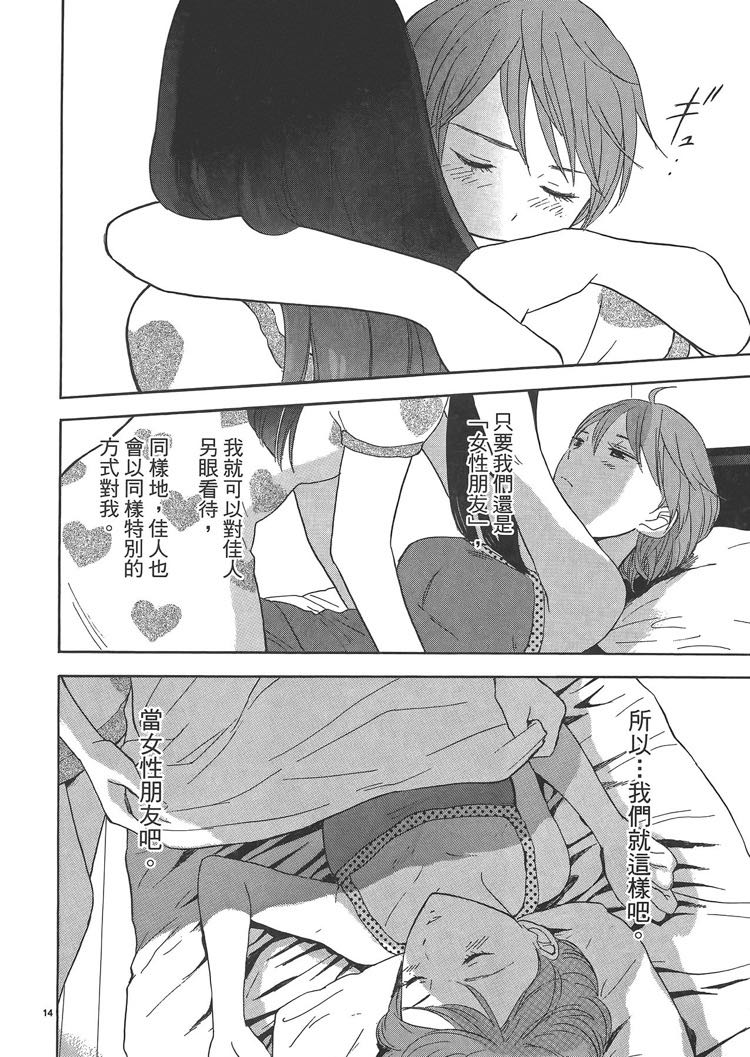 ギュ
只要我們還是
「女性朋友」，
我就可以對佳人
另眼看待，
同樣地，佳人也
會以同樣特別的
方式對我。
所以…我們就這樣吧。
當女性朋友吧。
14